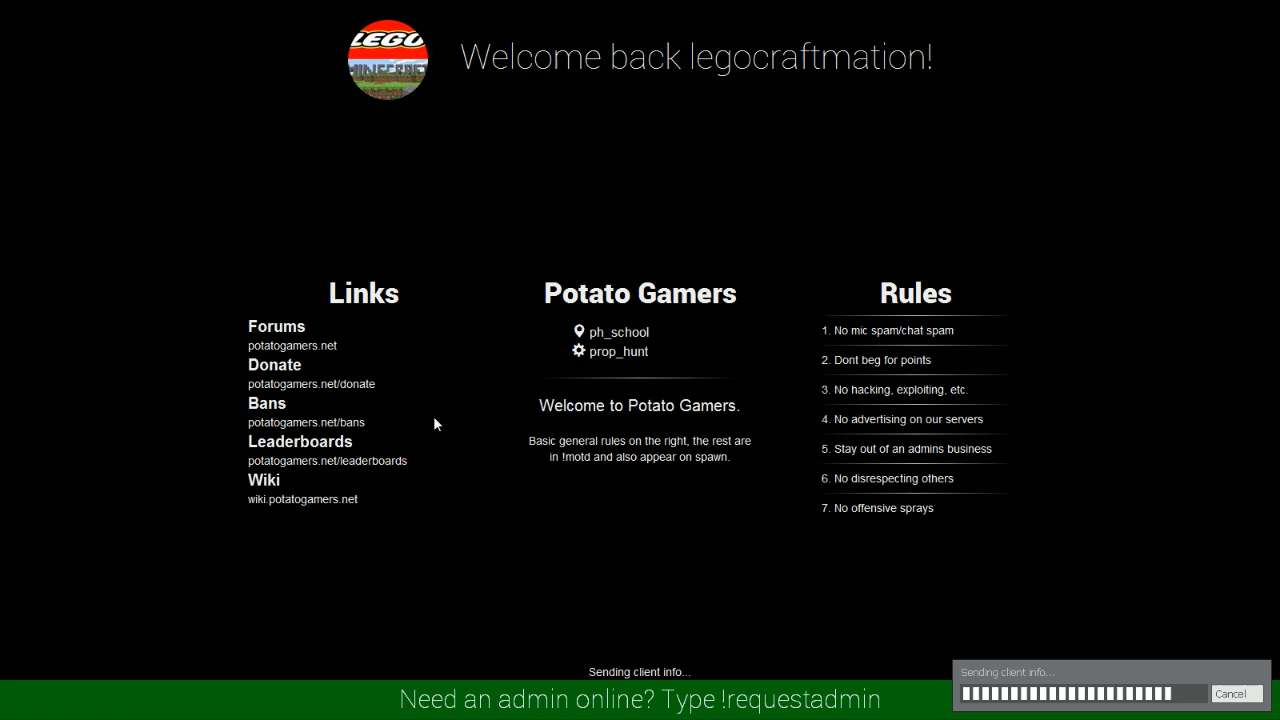 LEGO
MINECRAFT
Welcome back legocraftmation!
Links
Forums
potatogamers.net
Donate
potatogamers.net/donate
Bans
potatogamers.net/bans
Leaderboards
potatogamers.net/leaderboards
Wiki
wiki.potatogamers.net
Potato Gamers
ph_school
prop_hunt
Welcome to Potato Gamers.
Basic general rules on the right, the rest are
in !motd and also appear on spawn.
Rules
1. No mic spam/chat spam
2. Dont beg for points
3. No hacking, exploiting, etc.
4. No advertising on our servers
5. Stay out of an admins business
6. No disrespecting others
7. No offensive sprays
Sending client info...
Need an admin online? Type !requestadmin
Sending client info...
Cancel